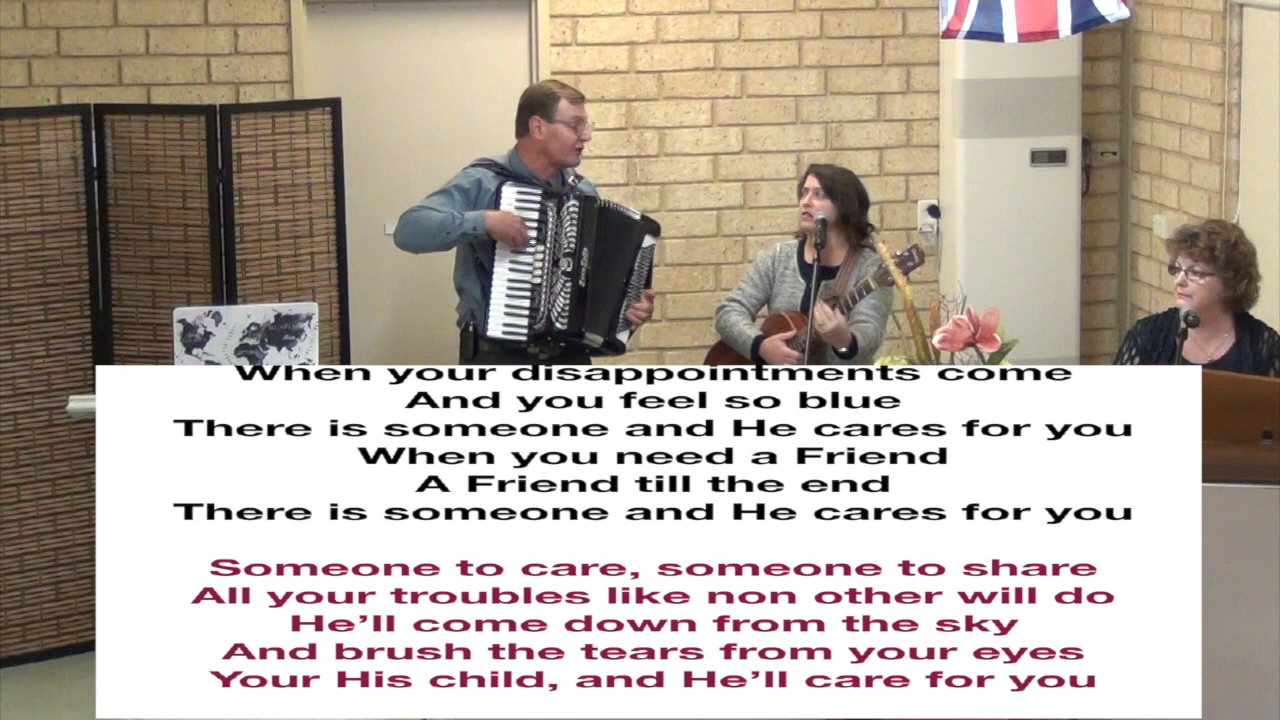 When your disappointments come
And you feel so blue
There is someone and He cares for you
When you need a Friend
A Friend till the end
There is someone and He cares for you
Someone to care, someone to share
All your troubles like non other will do
He'll come down from the sky
And brush the tears from your eyes
Your His child, and He'll care for you